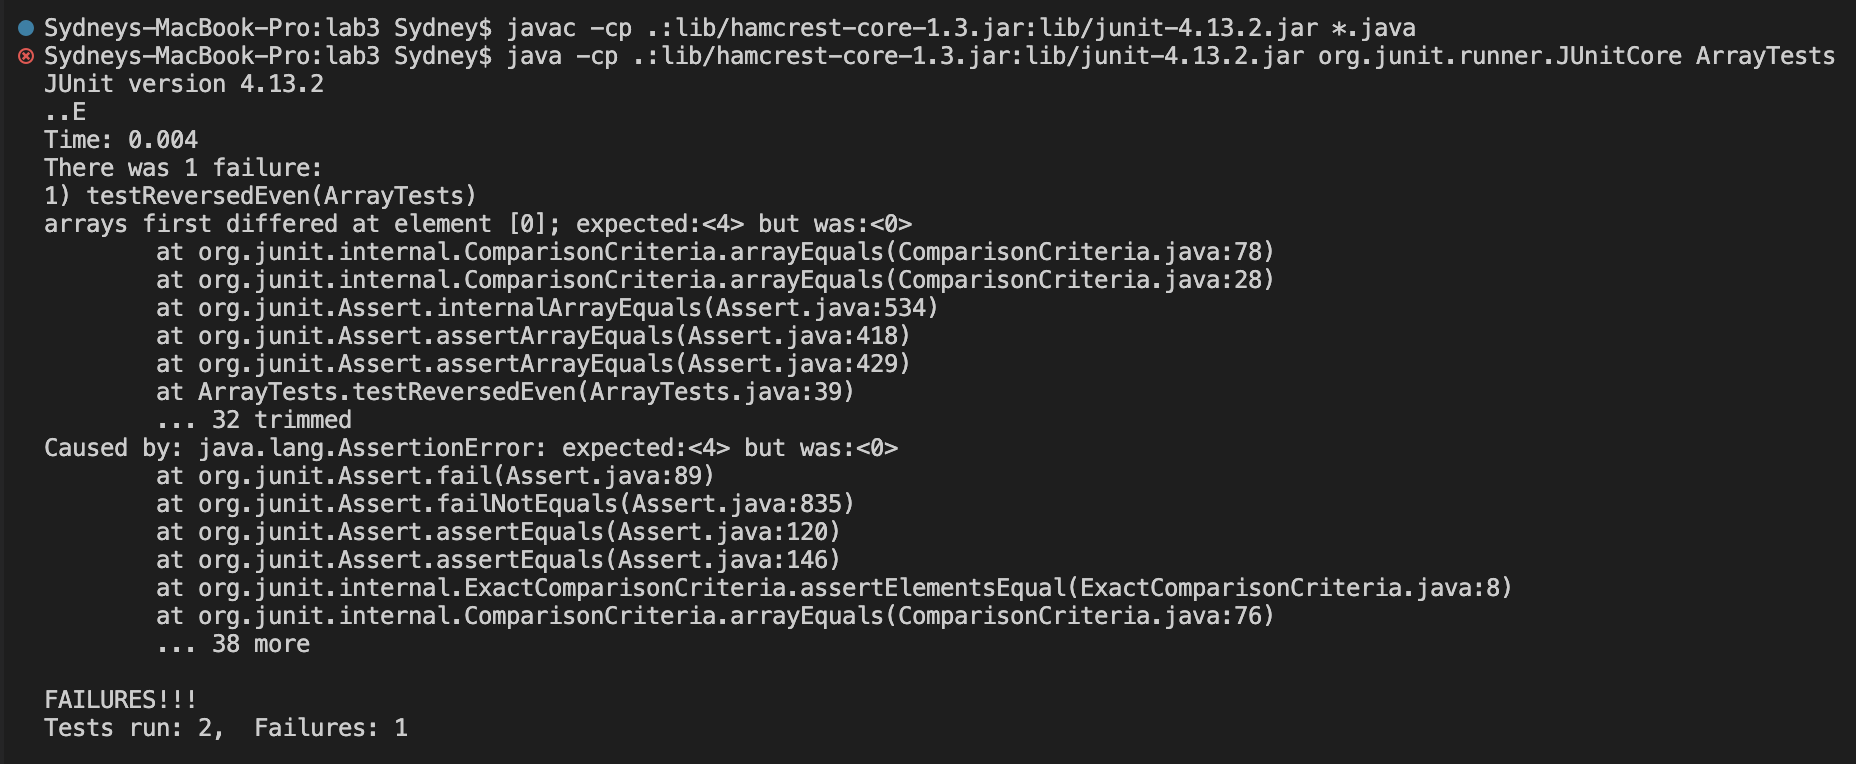 Sydneys-MacBook-Pro:lab3 Sydney$ javac -cp .:lib/hamcrest-core-1.3.jar:lib/junit-4.13.2.jar *.java
Sydneys-MacBook-Pro:lab3 Sydney$ java -cp .:lib/hamcrest-core-1.3.jar:lib/junit-4.13.2.jar org.junit.runner.JUnitCore ArrayTests
JUnit version 4.13.2
..E
Time: 0.004
There was 1 failure:
1) testReversedEven(ArrayTests)
arrays first differed at element [0]; expected:<4> but was:<0>
        at org.junit.internal.ComparisonCriteria.arrayEquals(ComparisonCriteria.java:78)
        at org.junit.internal.ComparisonCriteria.arrayEquals(ComparisonCriteria.java:28)
        at org.junit.Assert.internalArrayEquals(Assert.java:534)
        at org.junit.Assert.assertArrayEquals(Assert.java:418)
        at org.junit.Assert.assertArrayEquals(Assert.java:429)
        at ArrayTests.testReversedEven(ArrayTests.java:39)
        ... 32 trimmed
Caused by: java.lang.AssertionError: expected:<4> but was:<0>
        at org.junit.Assert.fail(Assert.java:89)
        at org.junit.Assert.failNotEquals(Assert.java:835)
        at org.junit.Assert.assertEquals(Assert.java:120)
        at org.junit.Assert.assertEquals(Assert.java:146)
        at org.junit.internal.ExactComparisonCriteria.assertElementsEqual(ExactComparisonCriteria.java:8)
        at org.junit.internal.ComparisonCriteria.arrayEquals(ComparisonCriteria.java:76)
        ... 38 more

FAILURES!!!
Tests run: 2,  Failures: 1